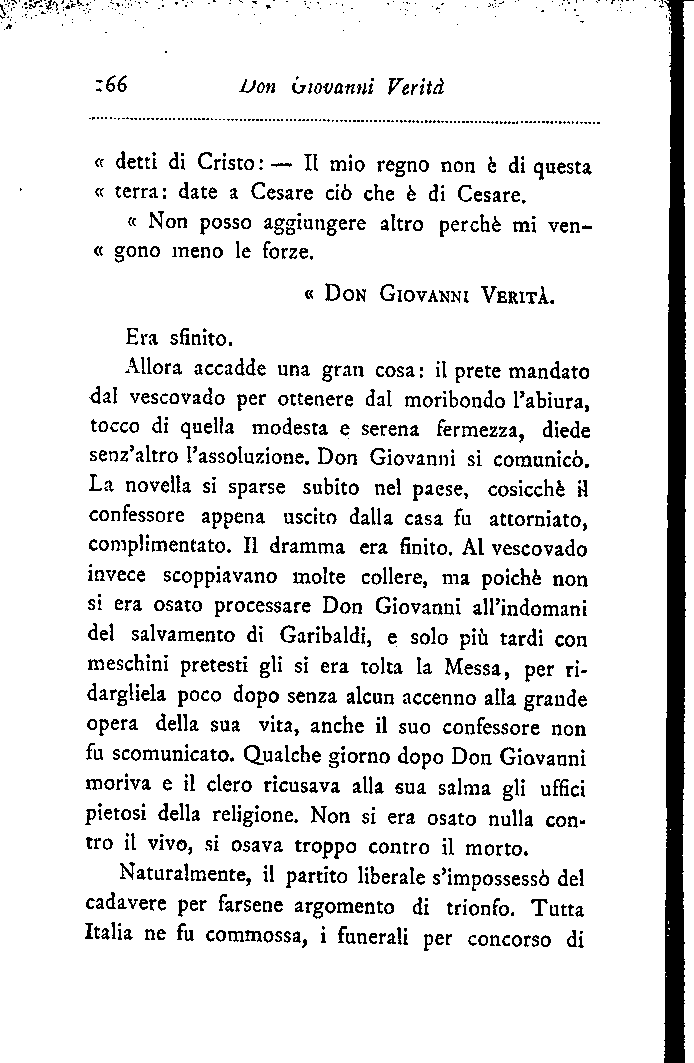 166 Don Giovanni Verità
« detti di Cristo: — Il mio regno non è di questa
« terra: date a Cesare ciò che è di Cesare.
« Non posso aggiungere altro perchè mi ven-
« gono meno le forze.
« Don Giovanni Verità.
Era sfinito.
Allora accadde una gran cosa: il prete mandato
dal vescovado per ottenere dal moribondo l'abiura,
tocco di quella modesta e serena fermezza, diede
senz'altro l'assoluzione. Don Giovanni si comunicò.
La novella si sparse subito nel paese, cosicchè il
confessore appena uscito dalla casa fu attorniato,
complimentato. Il dramma era finito. Al vescovado
invece scoppiavano molte collere, ma poichè non
si era osato processare Don Giovanni all'indomani
del salvamento di Garibaldi, e solo più tardi con
meschini pretesti gli si era tolta la Messa, per ri-
dargliela poco dopo senza alcun accenno alla grande
opera della sua vita, anche il suo confessore non
fu scomunicato. Qualche giorno dopo Don Giovanni
moriva e il clero ricusava alla sua salma gli uffici
pietosi della religione. Non si era osato nulla con-
tro il vivo, si osava troppo contro il morto.
Naturalmente, il partito liberale s'impossessò del
cadavere per farsene argomento di trionfo. Tutta
Italia ne fu commossa, i funerali per concorso di